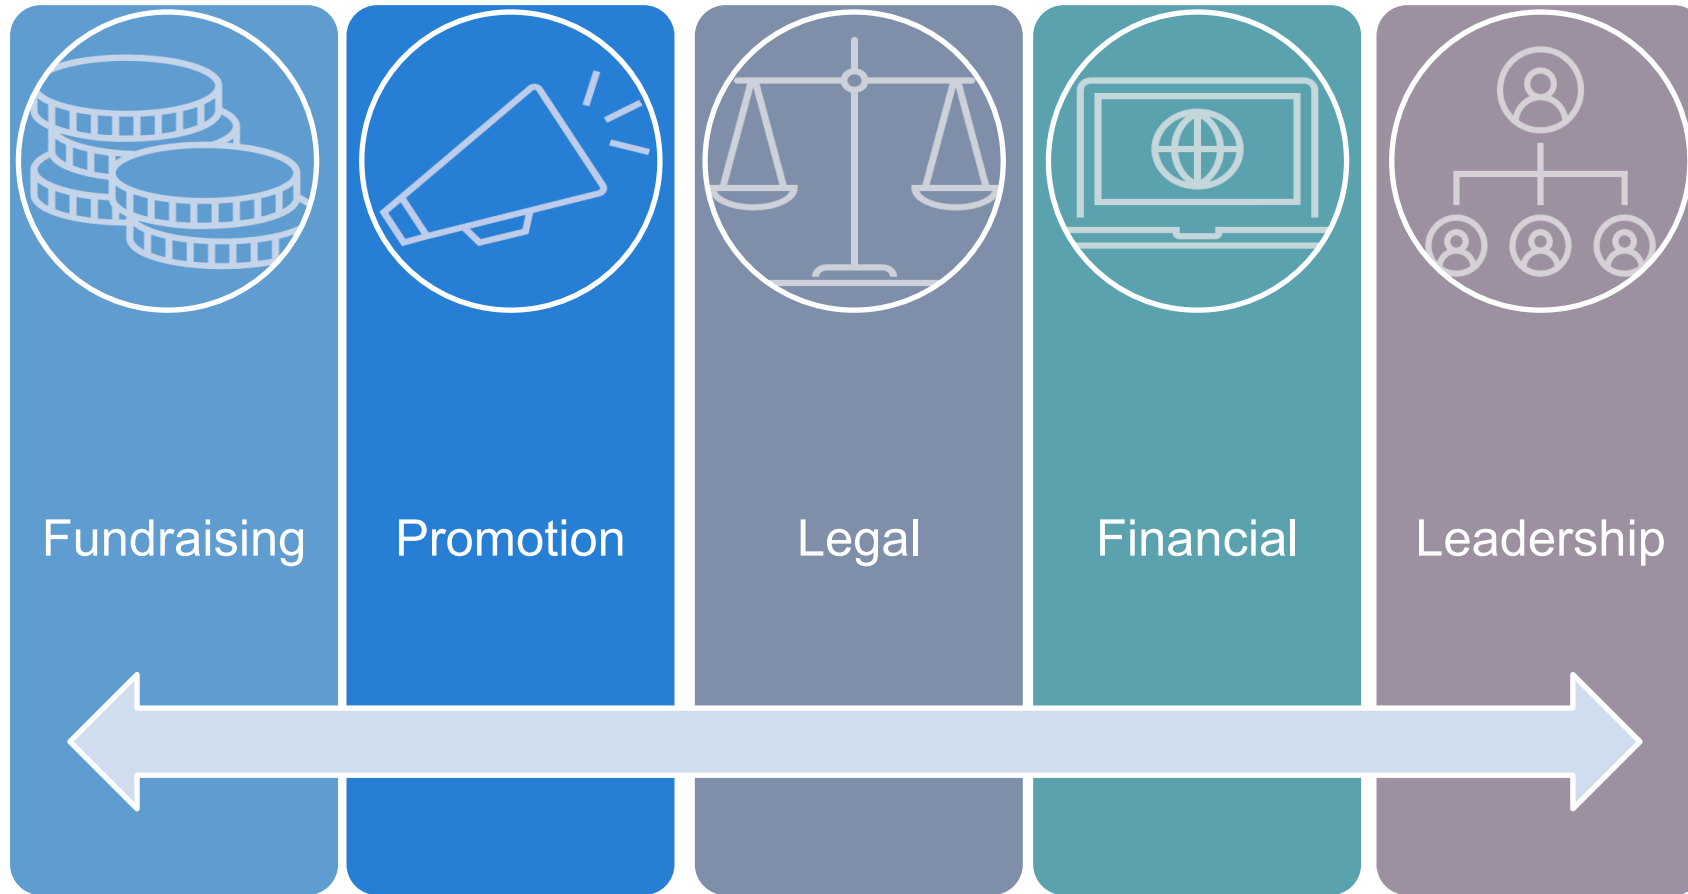 Fundraising
Promotion
Legal
Financial
Leadership